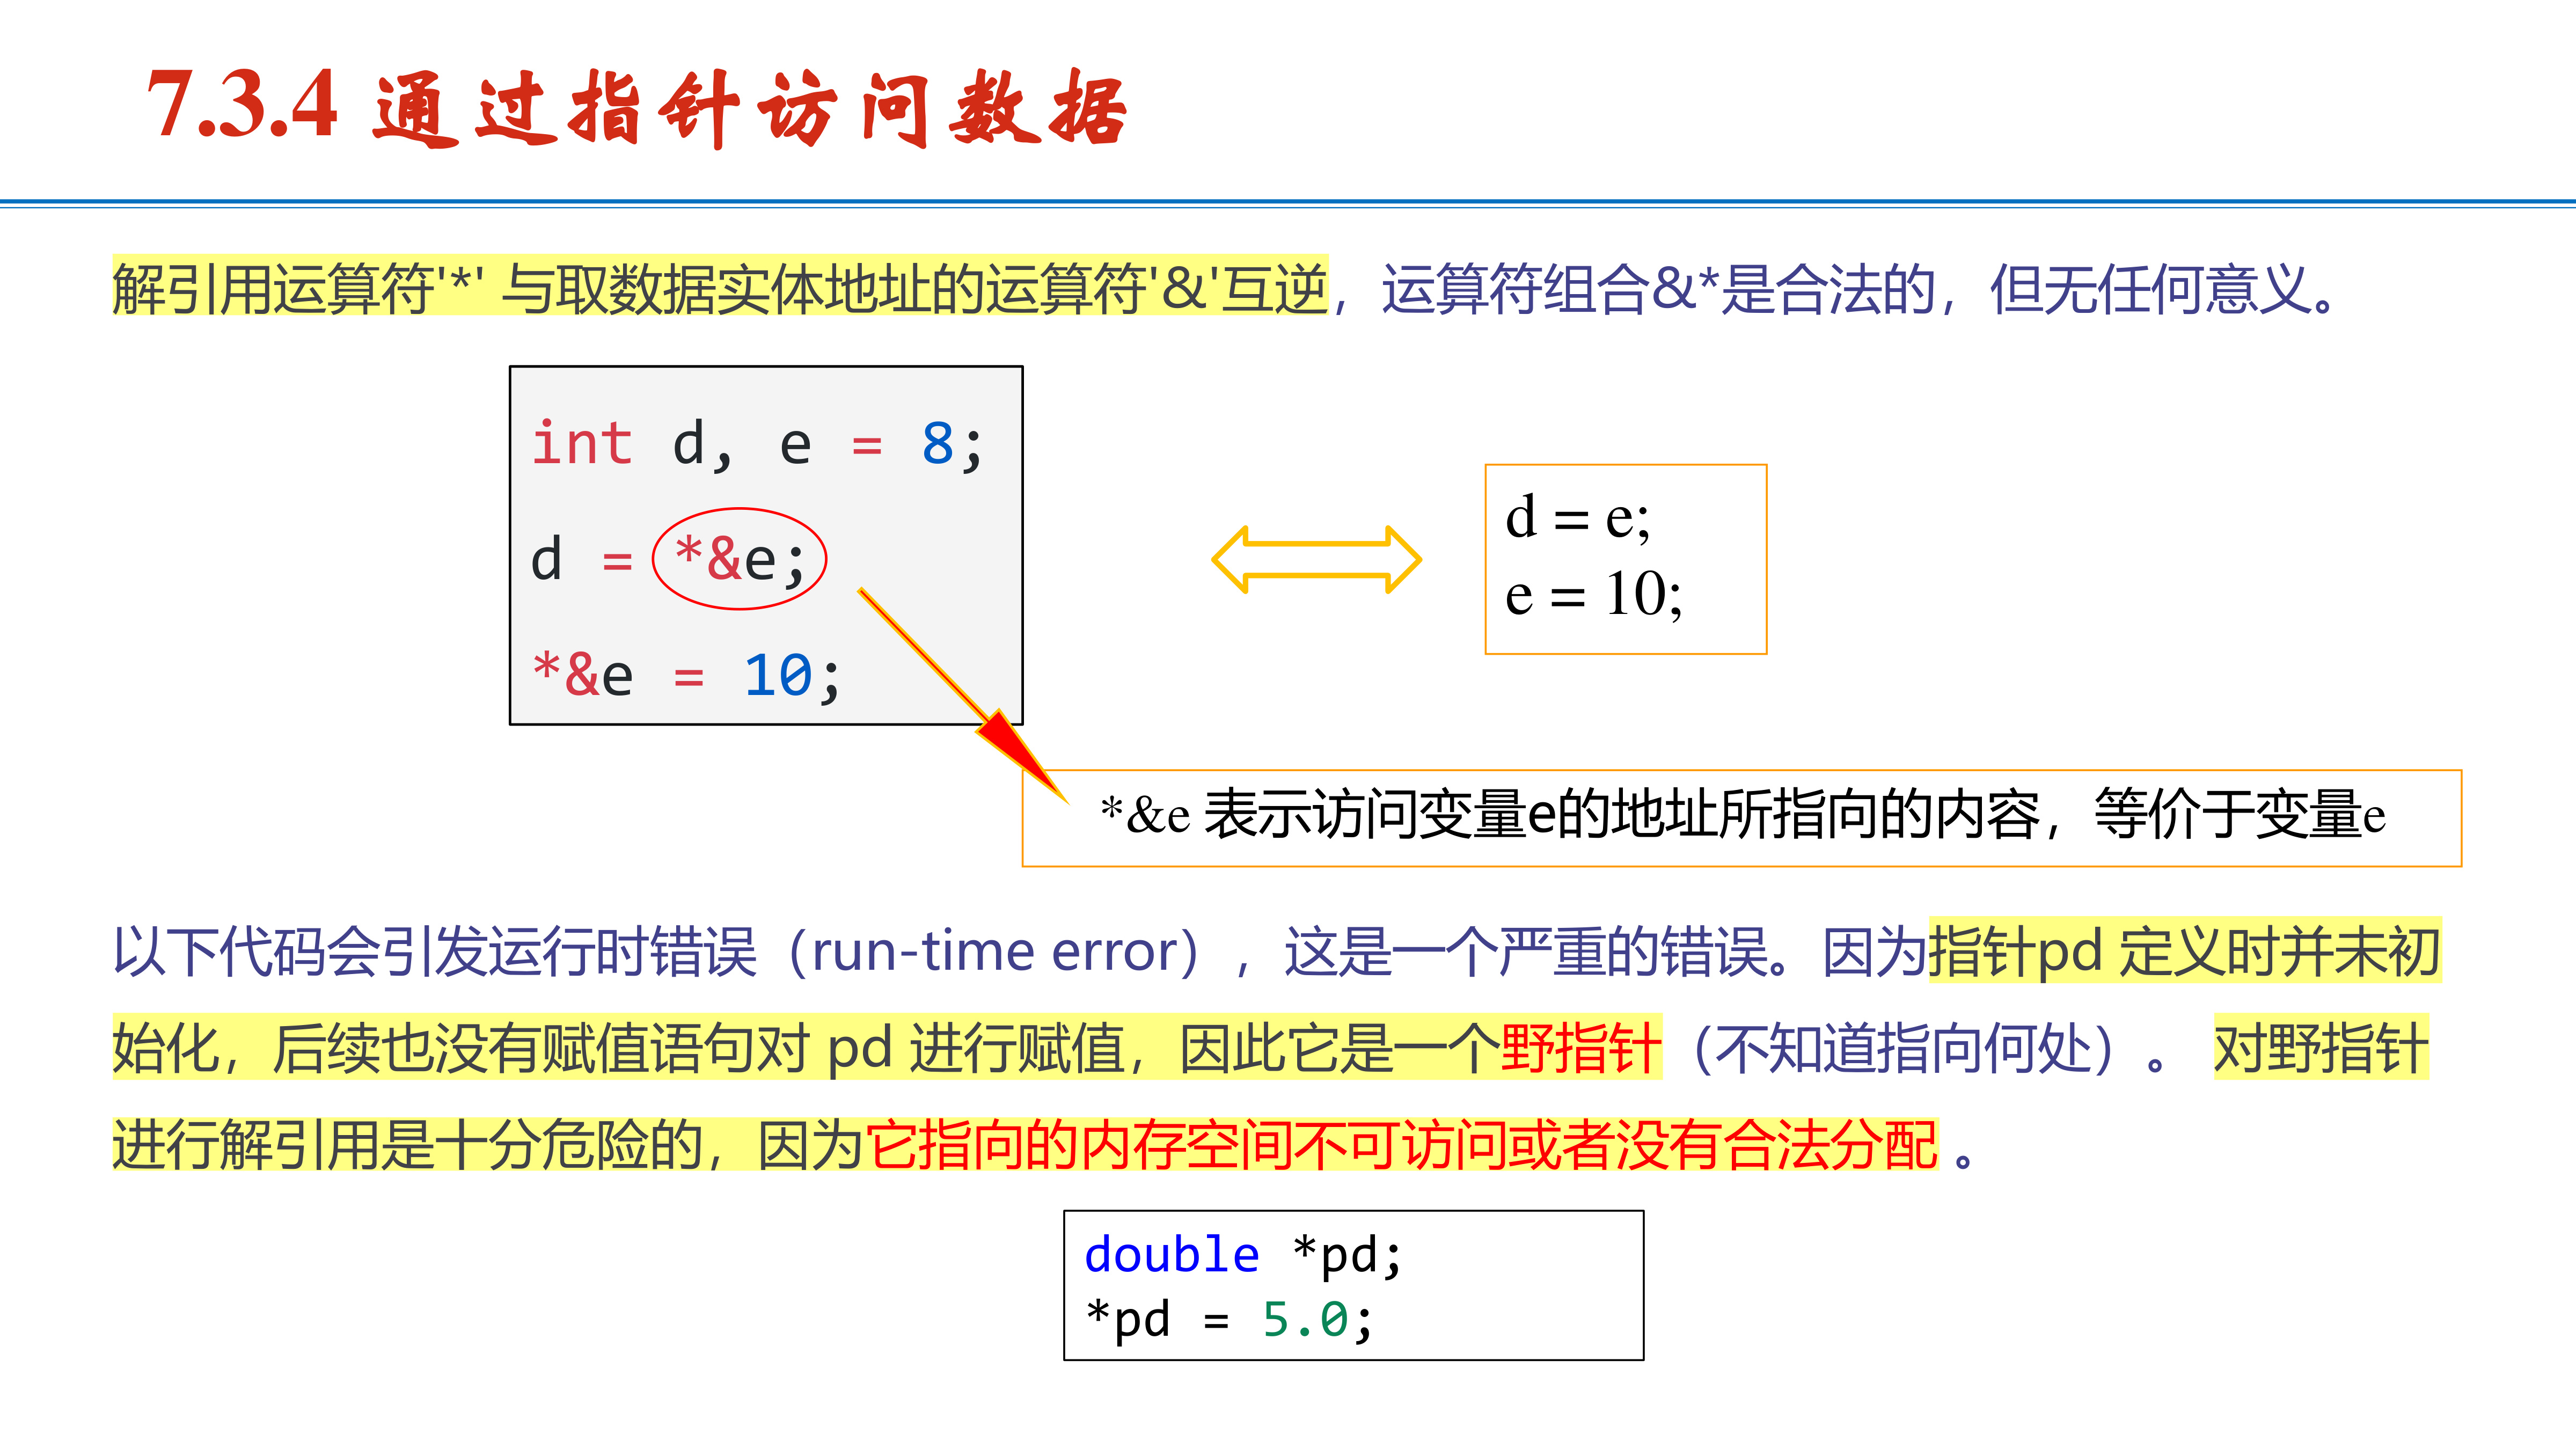 7.3.4 通过指针访问数据
解引用运算符'*' 与取数据实体地址的运算符'&'互逆，运算符组合&*是合法的，但无任何意义。
int d, e = 8;
d = *&e;
*&e = 10;
d = e;
e = 10;
*&e 表示访问变量e的地址所指向的内容，等价于变量e
以下代码会引发运行时错误（run-time error），这是一个严重的错误。因为指针pd 定义时并未初
始化，后续也没有赋值语句对 pd 进行赋值，因此它是一个野指针（不知道指向何处）。 对野指针
进行解引用是十分危险的，因为它指向的内存空间不可访问或者没有合法分配 。
double *pd;
*pd = 5.0;